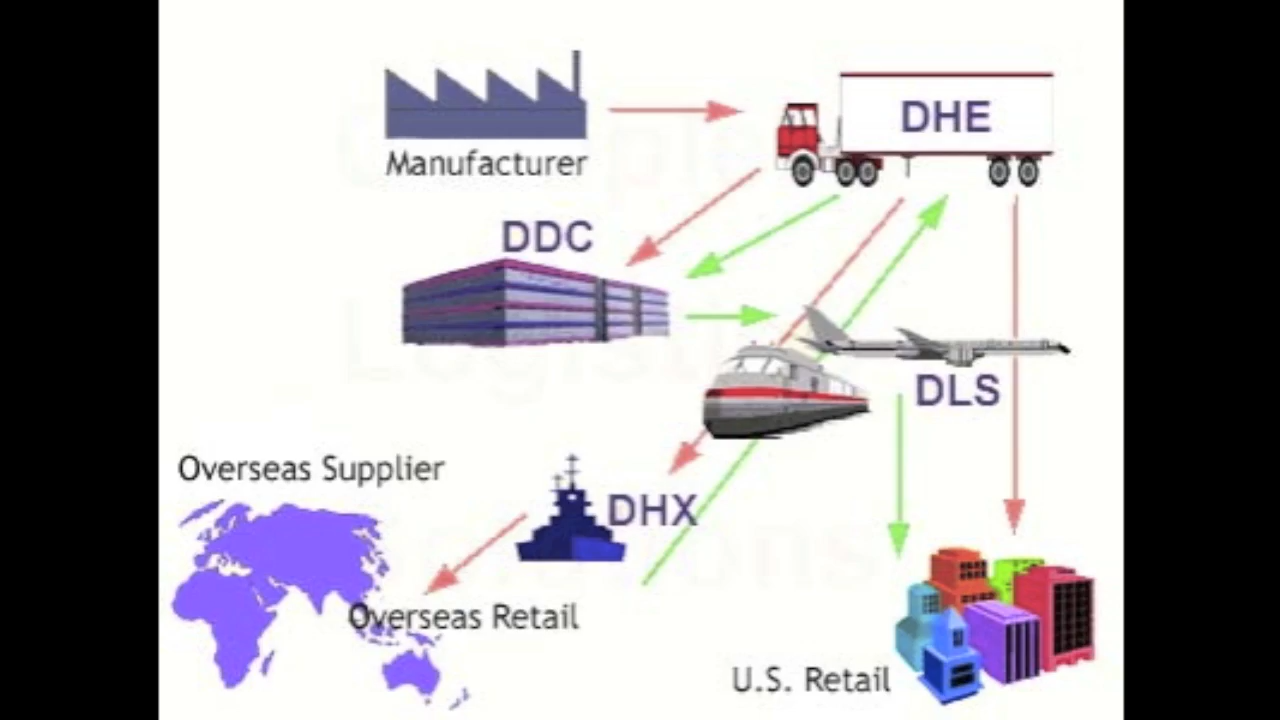 Manufacturer
DHE
DDC
DLS
Overseas Supplier
DHX
Overseas Retail
U.S. Retail